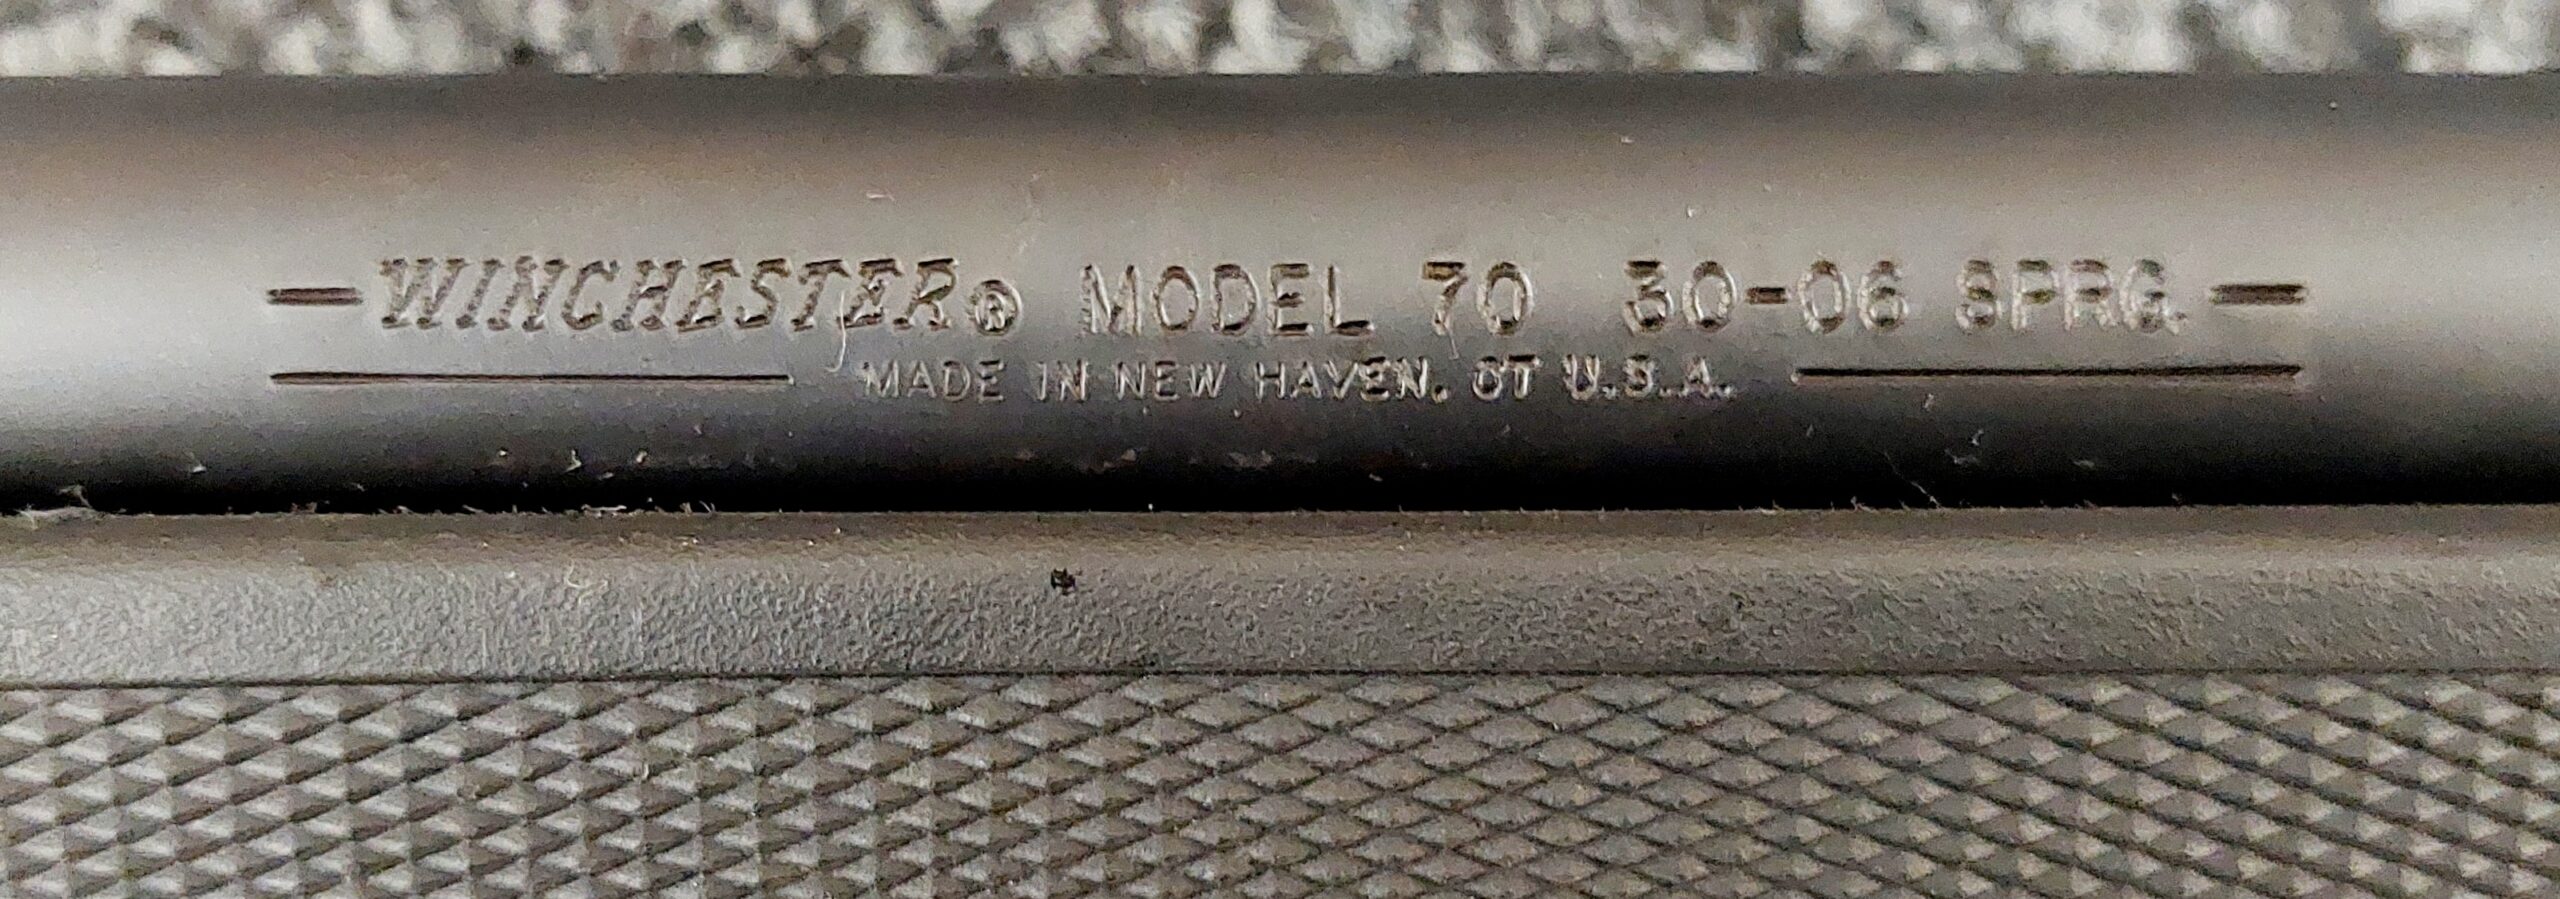 —WINCHESTER® MODEL 70 30-06 SPRG.—
MADE IN NEW HAVEN, CT U.S.A.